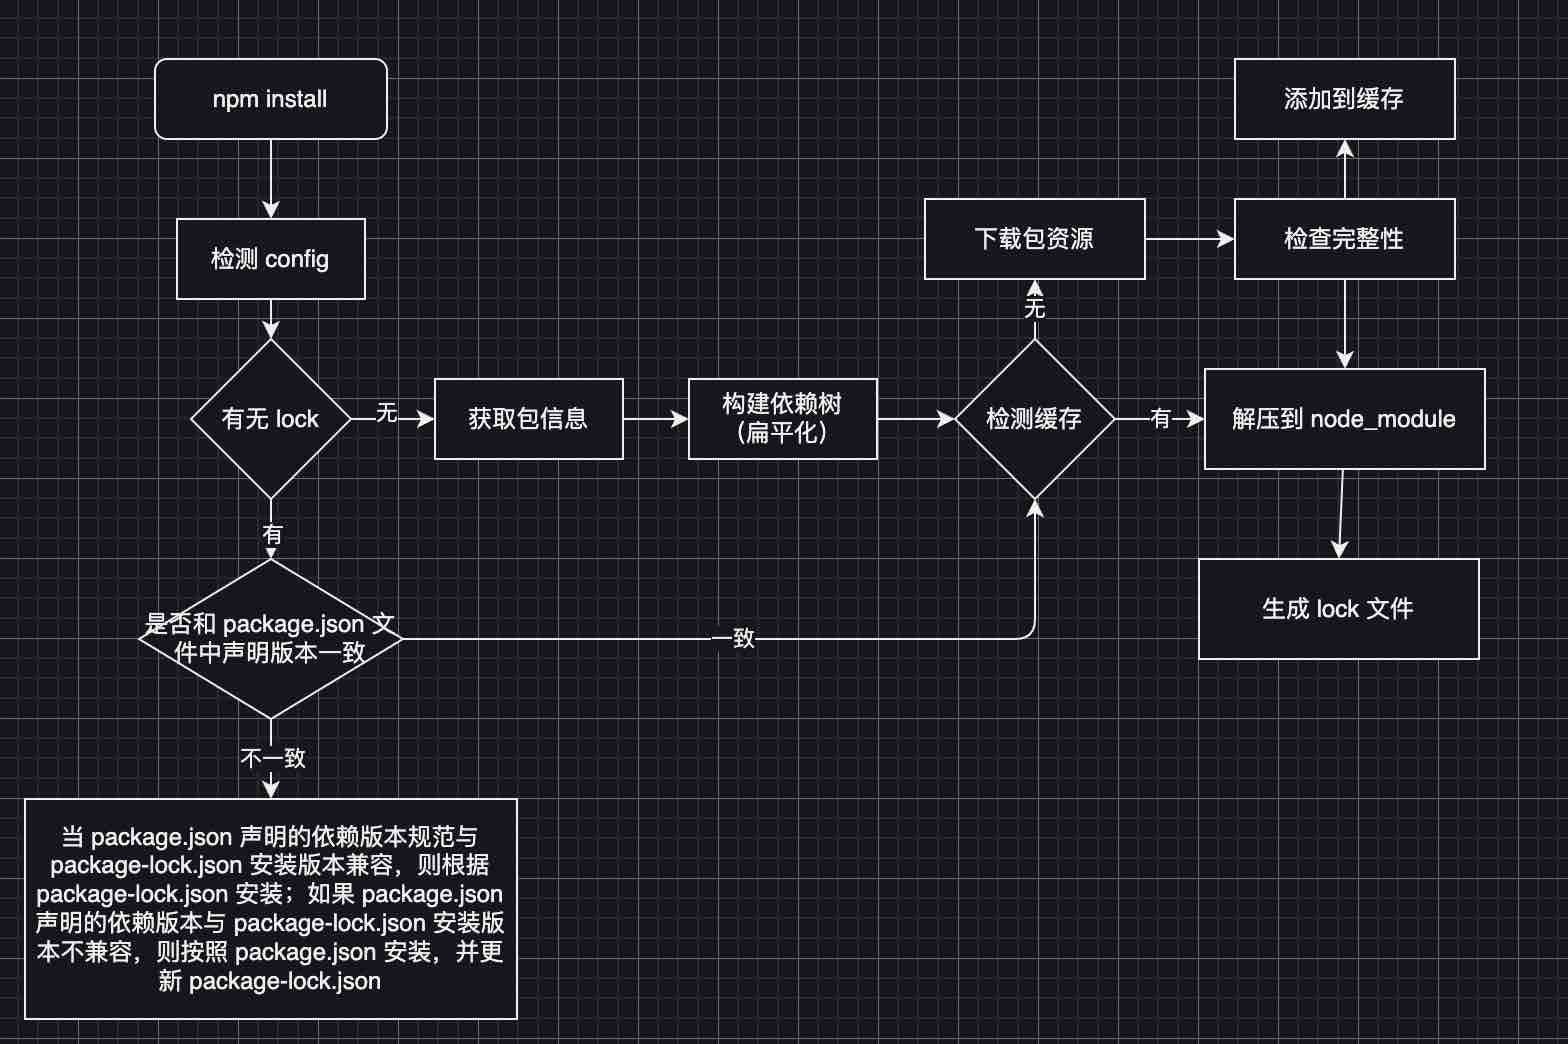 npm install
检测 config
有无 lock
无
获取包信息
构建依赖树
（扁平化）
检测缓存
无
下载包资源
检查完整性
添加到缓存
有
解压到 node_module
生成 lock 文件
有
是否和 package.json 文
件中声明版本一致
一致
不一致
当 package.json 声明的依赖版本规范与
package-lock.json 安装版本兼容，则根据
package-lock.json 安装；如果 package.json
声明的依赖版本与 package-lock.json 安装版
本不兼容，则按照 package.json 安装，并更
新 package-lock.json